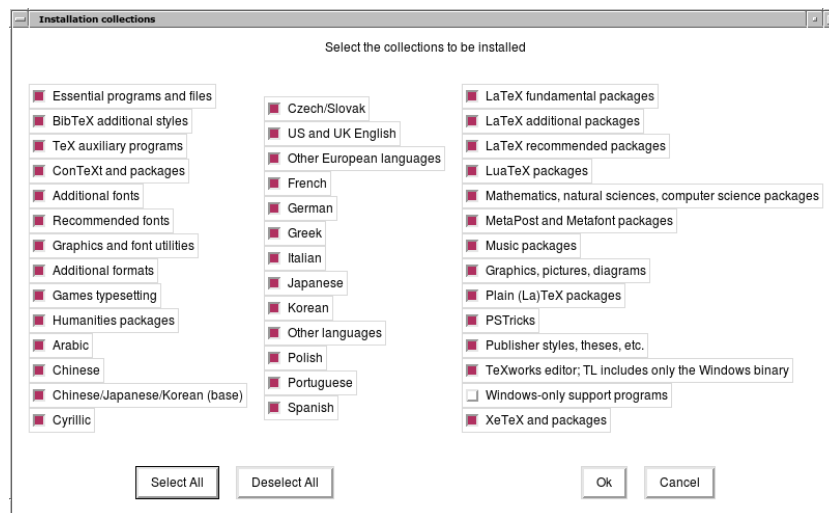 Installation collections
Select the collections to be installed
Essential programs and files
BibTeX additional styles
TeX auxiliary programs
ConTeXt and packages
Additional fonts
Recommended fonts
Graphics and font utilities
Additional formats
Games typesetting
Humanities packages
Arabic
Chinese
Chinese/Japanese/Korean (base)
Cyrillic
Czech/Slovak
US and UK English
Other European languages
French
German
Greek
Italian
Japanese
Korean
Other languages
Polish
Portuguese
Spanish
LaTeX fundamental packages
LaTeX additional packages
LaTeX recommended packages
LuaTeX packages
Mathematics, natural sciences, computer science packages
MetaPost and Metafont packages
Music packages
Graphics, pictures, diagrams
Plain (La)TeX packages
PSTricks
Publisher styles, theses, etc.
TeXworks editor; TL includes only the Windows binary
Windows-only support programs
XeTeX and packages
Select All
Deselect All
Ok
Cancel